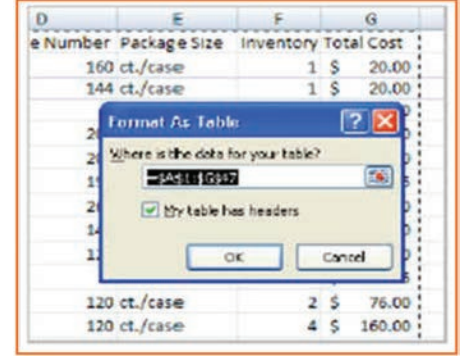 D E F G
e Number Package Size Inventory Total Cost
160 ct./case 1 $ 20.00
144 ct./case 1 $ 20.00
Format As Table
Where is the data for your table?
My table has headers
OK Cancel
120 ct./case 2 $ 76.00
120 ct./case 4 $ 160.00